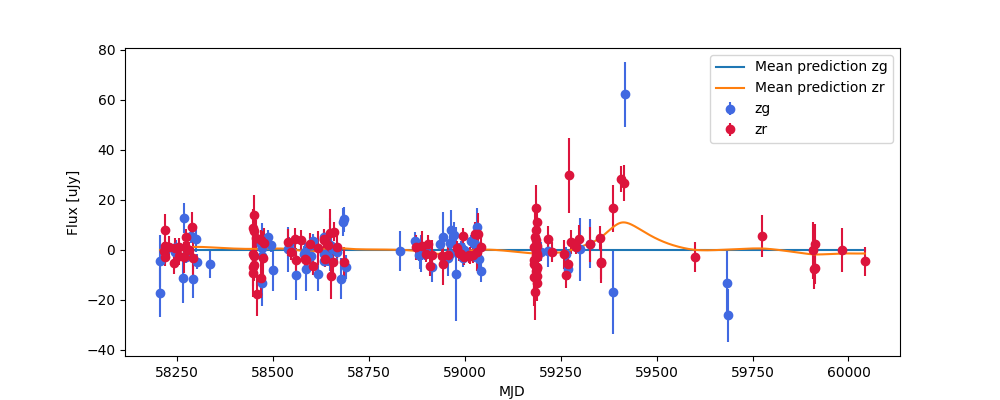 80
60
40
20
0
−20
−40
Flux [uJy]
58250
58500
58750
59000
59250
59500
59750
60000
MJD
Mean prediction zg
Mean prediction zr
zg
zr